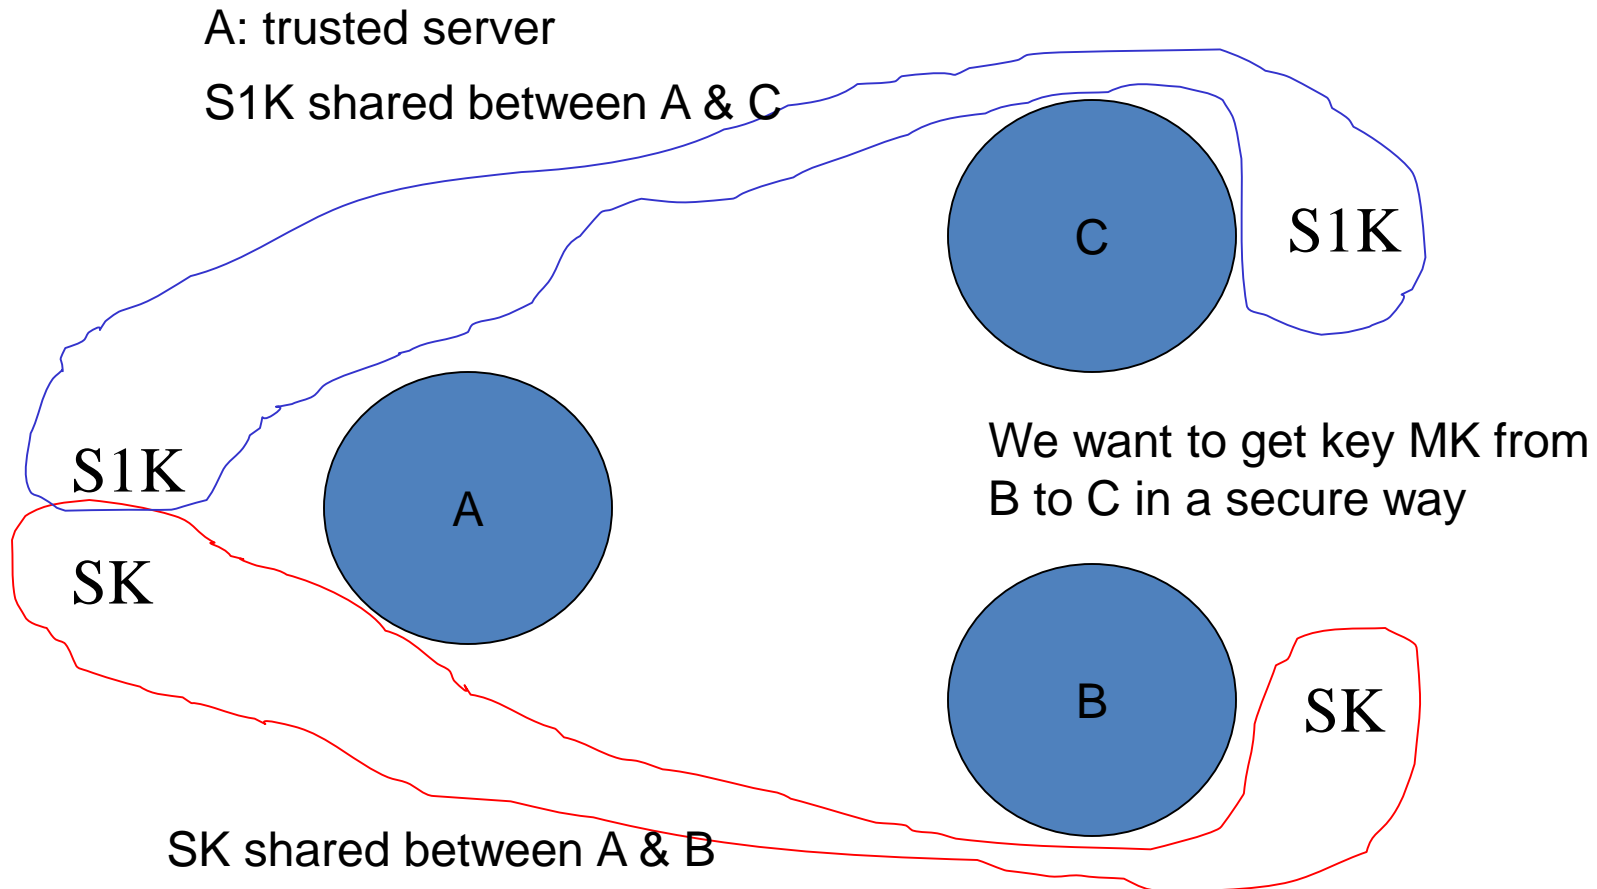 A: trusted server
S1K shared between A & C
C
S1K
We want to get key MK from
B to C in a secure way
S1K
A
SK
B
SK
SK shared between A & B